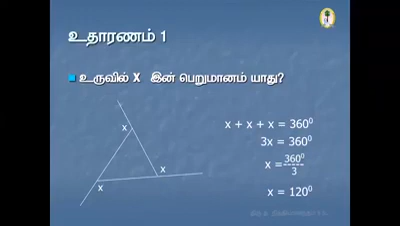 உதாரணம் 1
உருவில் X இன் பெறுமானம் யாது?
x
x
x
x + x + x = 360⁰
3x = 360⁰
x = 360⁰/3
x = 120⁰